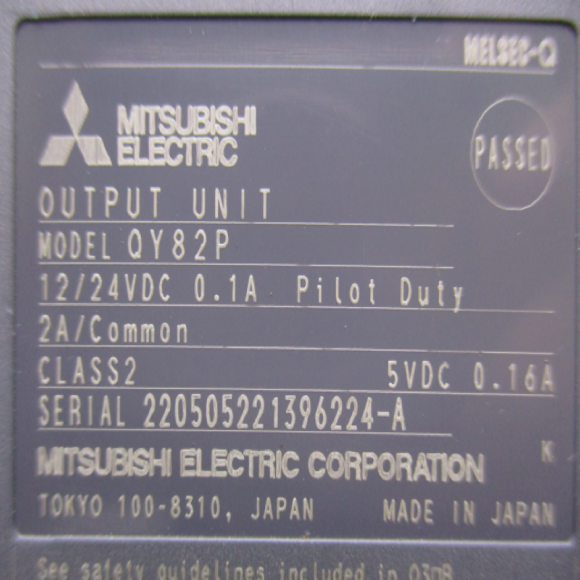 MELSEC-Q
MITSUBISHI
ELECTRIC
PASSED
OUTPUT UNIT
MODEL QY82P
12/24VDC 0.1A Pilot Duty
2A/Common
CLASS2 5VDC 0.16A
SERIAL 220505221396224-A
K
MITSUBISHI ELECTRIC CORPORATION
TOKYO 100-8310, JAPAN MADE IN JAPAN
See safety guidelines included in